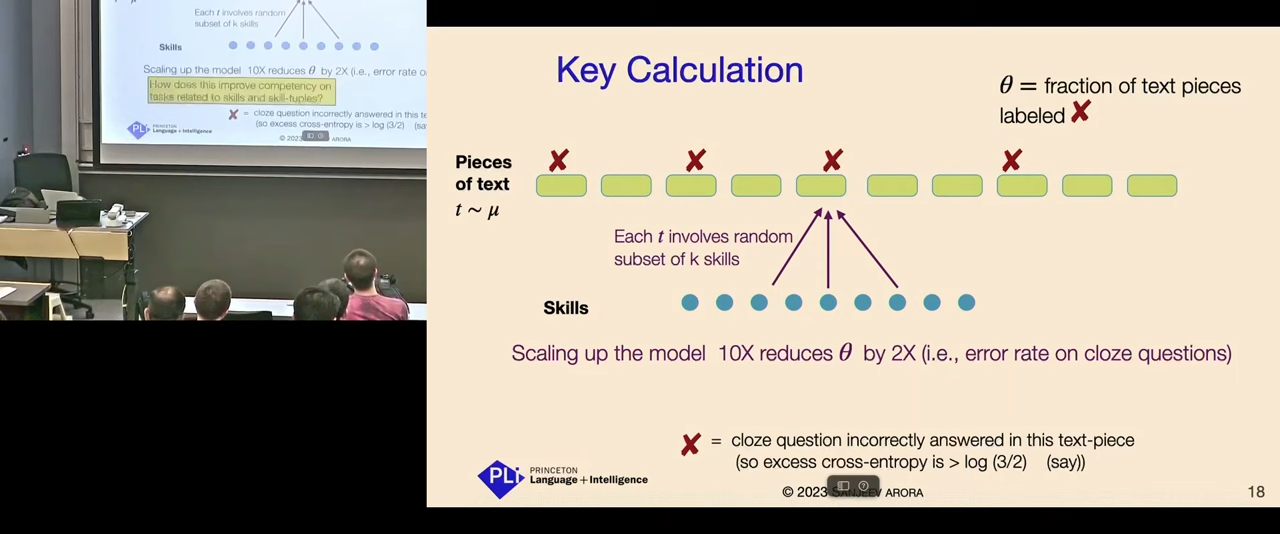 Each t involves random
subset of k skills
Skills
Scaling up the model 10X reduces θ by 2X (i.e., error rate o
How does this improve competency on
tasks related to skills and skill-tuples?
✘ = cloze question incorrectly answered in this te
(so excess cross-entropy is > log (3/2) (sa
PLI PRINCETON
Language + Intelligence
© 2023 ARORA
Key Calculation
θ = fraction of text pieces
labeled ✘
✘ ✘ ✘ ✘
Pieces
of text
t ~ μ
Each t involves random
subset of k skills
Skills
Scaling up the model 10X reduces θ by 2X (i.e., error rate on cloze questions)
✘ = cloze question incorrectly answered in this text-piece
(so excess cross-entropy is > log (3/2) (say))
PLI PRINCETON
Language + Intelligence
© 2023 SANJEEV ARORA
18